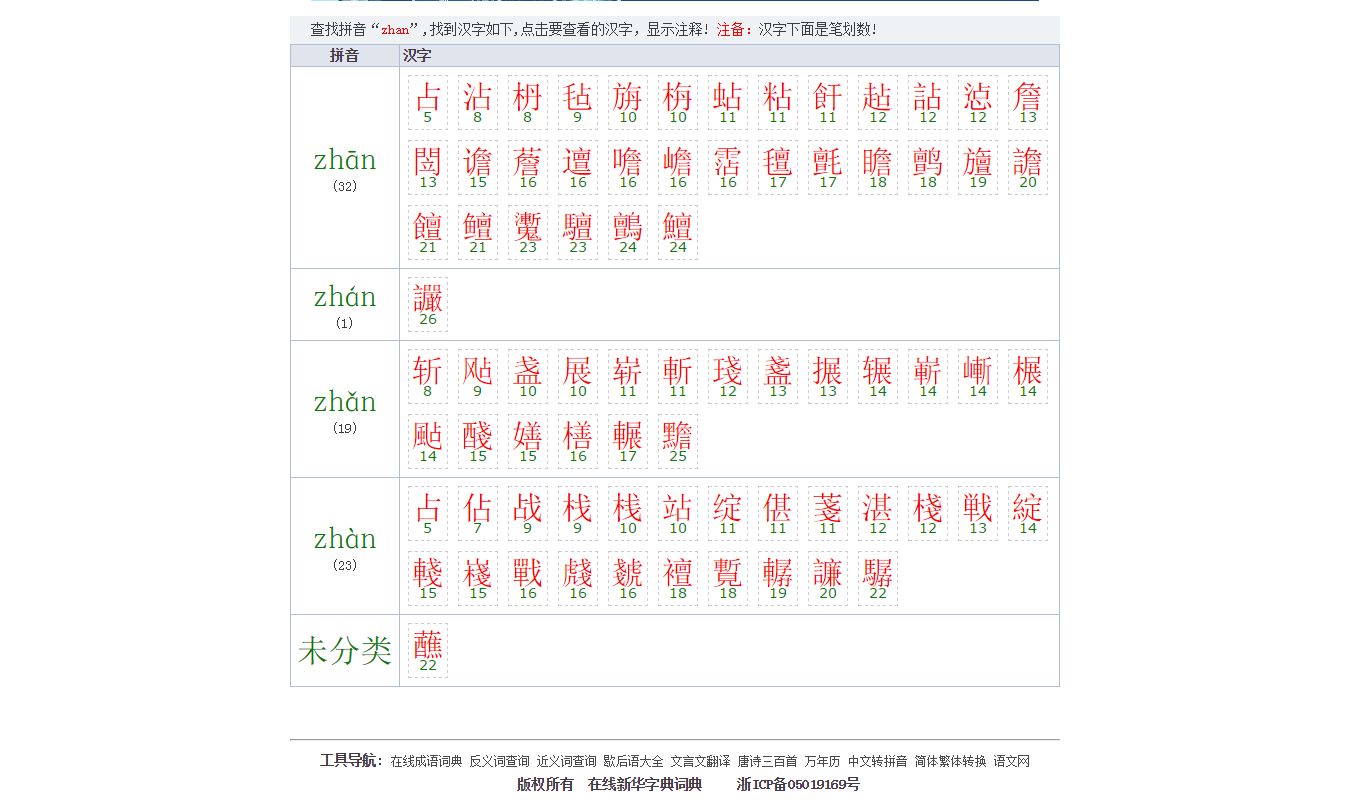 查找拼音“zhan”,找到汉字如下,点击要查看的汉字，显示注释！注备：汉字下面是笔划数！
拼音 汉字
zhān
(32)
占 沾 枬 毡 旃 栴 蛄 粘 飦 趈 詀 惉 詹
5 8 8 9 10 10 11 11 11 12 12 12 13
閚 谵 薝 邅 噡 嶦 霑 氊 氈 瞻 鹯 旜 譫
13 15 16 16 16 16 16 17 17 18 18 19 20
饘 鳣 魙 驙 鸇 鱣
21 21 23 23 24 24
zhán
(1)
讝
26
zhǎn
(19)
斩 飐 盏 展 崭 斬 琖 盞 搌 辗 嶄 嶃 榐
8 9 10 10 11 11 12 13 13 14 14 14 14
颭 醆 嫸 橏 輾 黵
14 15 15 16 17 25
zhàn
(23)
占 佔 战 栈 桟 站 绽 偡 菚 湛 棧 戦 綻
5 7 9 9 10 10 11 11 11 12 12 13 14
輚 嶘 戰 虥 虦 襢 覱 轏 譧 驏
15 15 16 16 16 18 18 19 20 22
未分类
蘸
22
工具导航: 在线成语词典 反义词查询 近义词查询 歇后语大全 文言文翻译 唐诗三百首 万年历 中文转拼音 简体繁体转换 语文网
版权所有 在线新华字典词典 浙ICP备05019169号